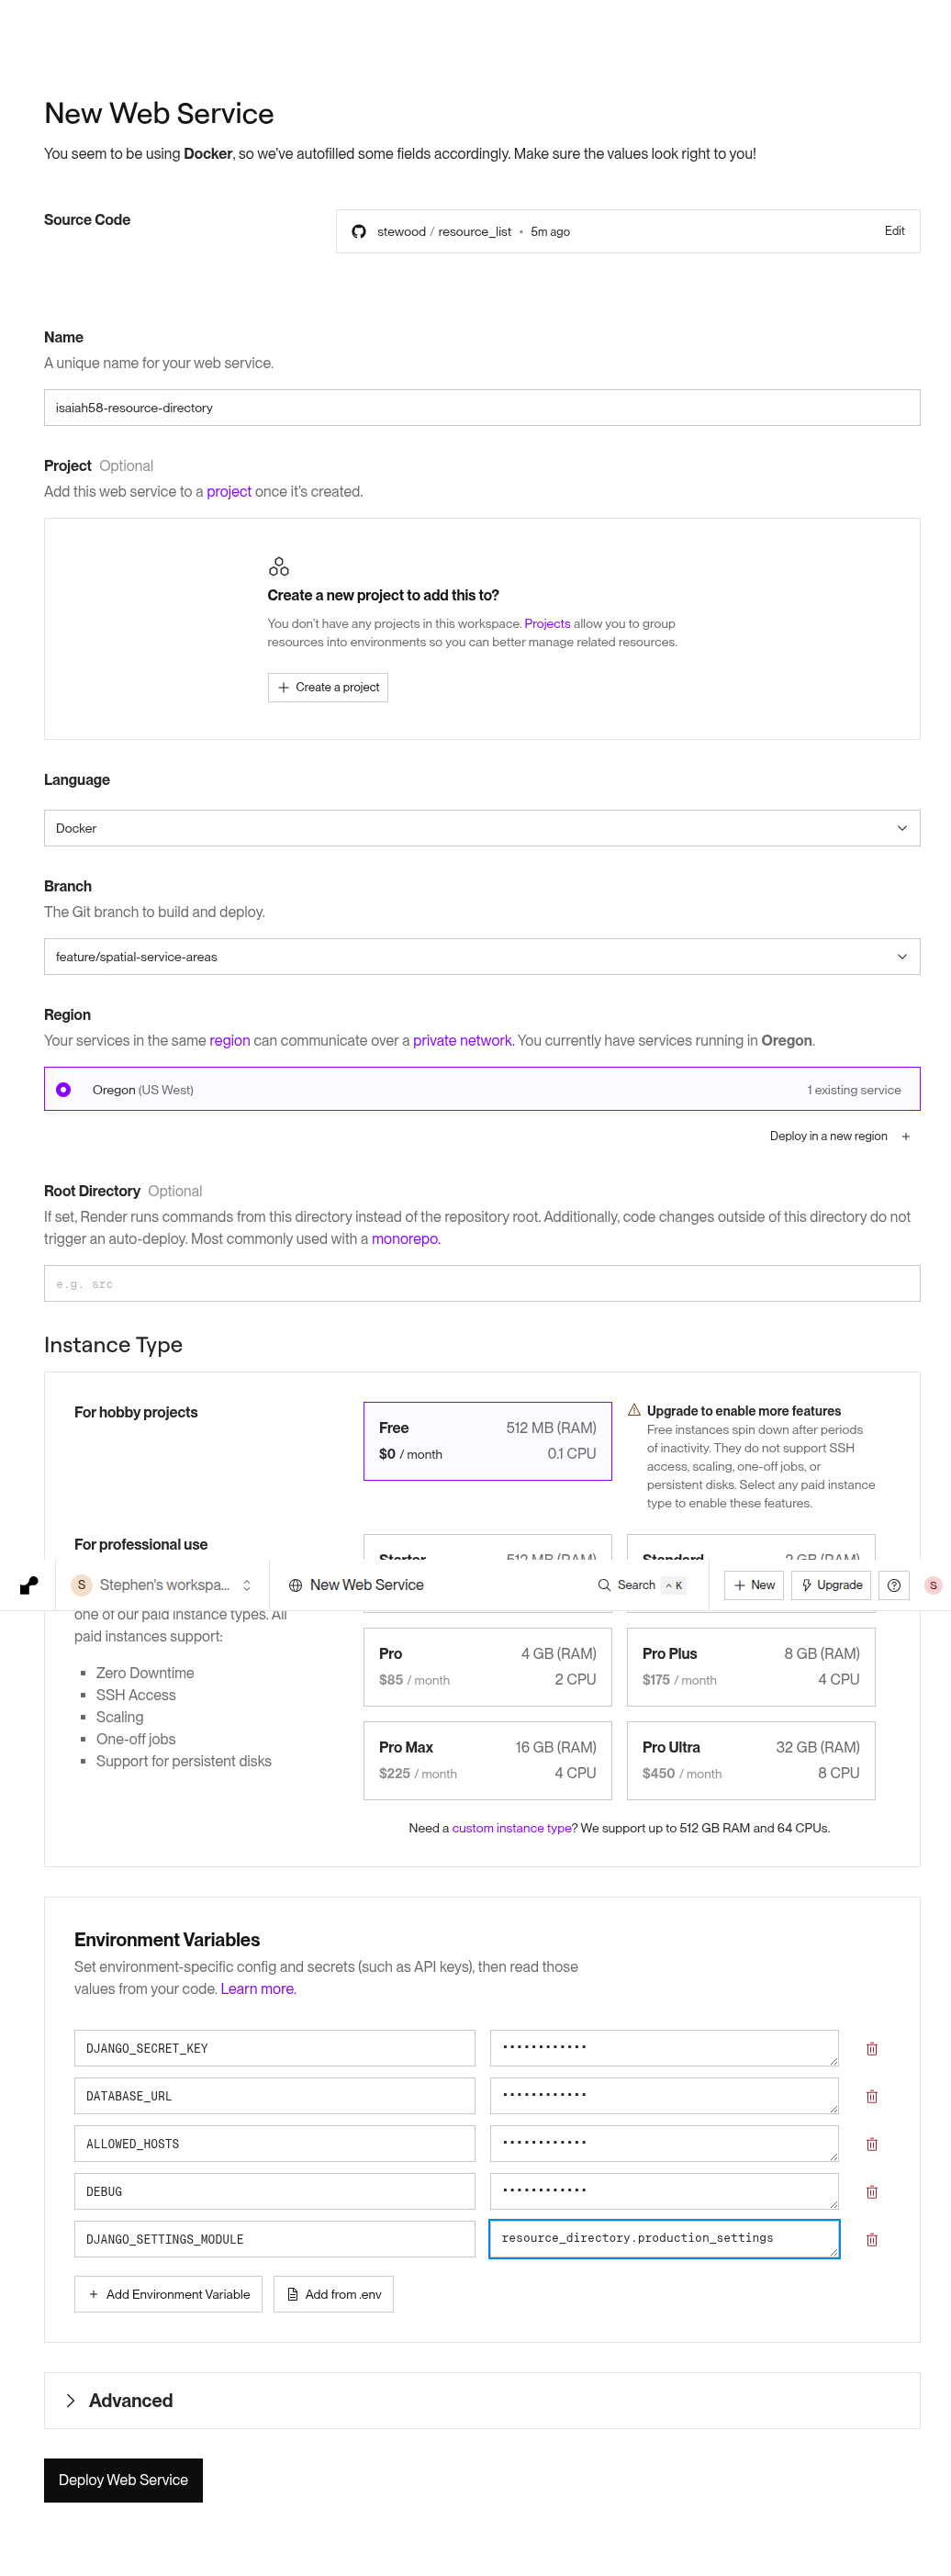 New Web Service
You seem to be using Docker, so we've autofilled some fields accordingly. Make sure the values look right to you!
Source Code
stewood / resource_list • 5m ago
Edit
Name
A unique name for your web service.
isaiah58-resource-directory
Project Optional
Add this web service to a project once it's created.
Create a new project to add this to?
You don't have any projects in this workspace. Projects allow you to group
resources into environments so you can better manage related resources.
+ Create a project
Language
Docker
Branch
The Git branch to build and deploy.
feature/spatial-service-areas
Region
Your services in the same region can communicate over a private network. You currently have services running in Oregon.
Oregon (US West)
1 existing service
Deploy in a new region +
Root Directory Optional
If set, Render runs commands from this directory instead of the repository root. Additionally, code changes outside of this directory do not
trigger an auto-deploy. Most commonly used with a monorepo.
e.g. src
Instance Type
For hobby projects
Free 512 MB (RAM)
$0 / month 0.1 CPU
Upgrade to enable more features
Free instances spin down after periods
of inactivity. They do not support SSH
access, scaling, one-off jobs, or
persistent disks. Select any paid instance
type to enable these features.
For professional use
Starter 512 MB (RAM)
Standard 2 GB (RAM)
S Stephen's workspa...
New Web Service
Search ^ K
+ New
Upgrade
S
one of our paid instance types. All
paid instances support:
Zero Downtime
SSH Access
Scaling
One-off jobs
Support for persistent disks
Pro 4 GB (RAM)
$85 / month 2 CPU
Pro Plus 8 GB (RAM)
$175 / month 4 CPU
Pro Max 16 GB (RAM)
$225 / month 4 CPU
Pro Ultra 32 GB (RAM)
$450 / month 8 CPU
Need a custom instance type? We support up to 512 GB RAM and 64 CPUs.
Environment Variables
Set environment-specific config and secrets (such as API keys), then read those
values from your code. Learn more.
DJANGO_SECRET_KEY ••••••••••••
DATABASE_URL ••••••••••••
ALLOWED_HOSTS ••••••••••••
DEBUG ••••••••••••
DJANGO_SETTINGS_MODULE resource_directory.production_settings
+ Add Environment Variable
Add from .env
Advanced
Deploy Web Service